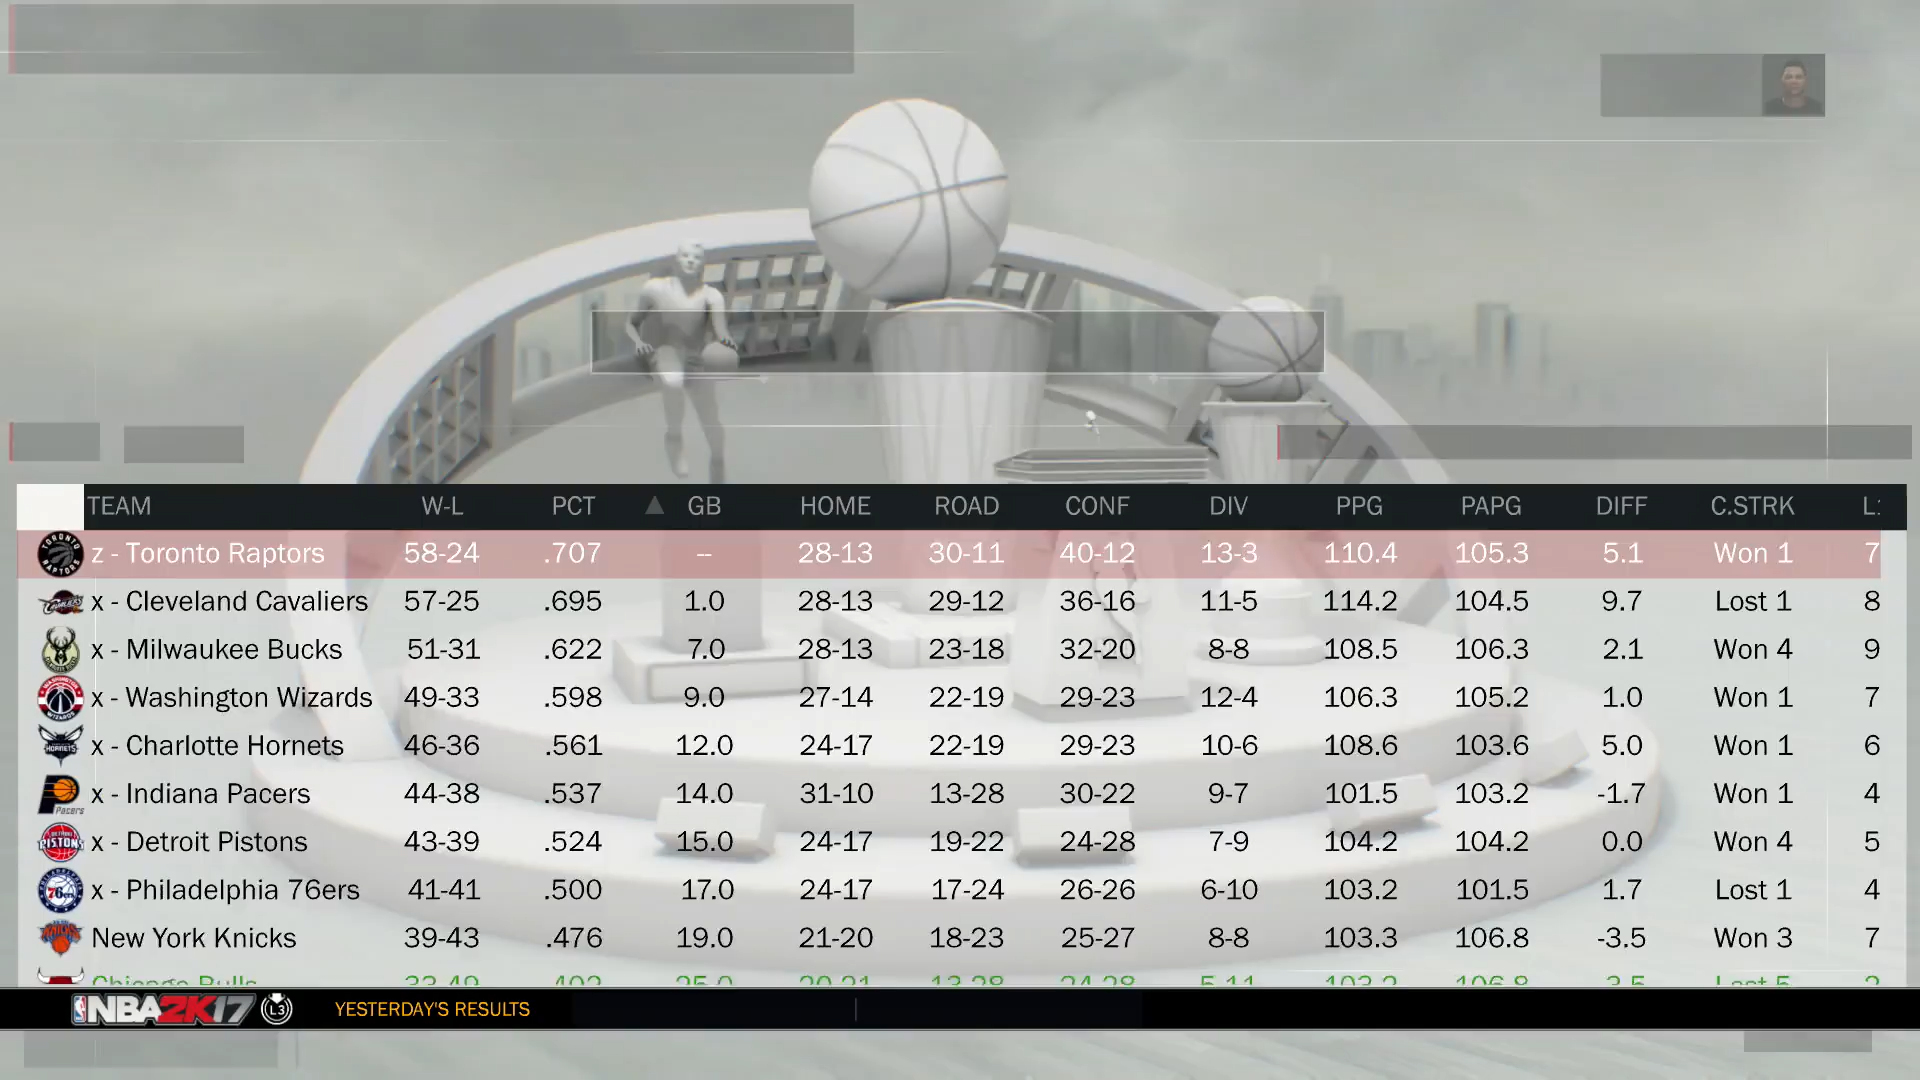 TEAM W-L PCT GB HOME ROAD CONF DIV PPG PAPG DIFF C.STRK
z - Toronto Raptors 58-24 .707 -- 28-13 30-11 40-12 13-3 110.4 105.3 5.1 Won 1 7
x - Cleveland Cavaliers 57-25 .695 1.0 28-13 29-12 36-16 11-5 114.2 104.5 9.7 Lost 1 8
x - Milwaukee Bucks 51-31 .622 7.0 28-13 23-18 32-20 8-8 108.5 106.3 2.1 Won 4 9
x - Washington Wizards 49-33 .598 9.0 27-14 22-19 29-23 12-4 106.3 105.2 1.0 Won 1 7
x - Charlotte Hornets 46-36 .561 12.0 24-17 22-19 29-23 10-6 108.6 103.6 5.0 Won 1 6
x - Indiana Pacers 44-38 .537 14.0 31-10 13-28 30-22 9-7 101.5 103.2 -1.7 Won 1 4
x - Detroit Pistons 43-39 .524 15.0 24-17 19-22 24-28 7-9 104.2 104.2 0.0 Won 4 5
x - Philadelphia 76ers 41-41 .500 17.0 24-17 17-24 26-26 6-10 103.2 101.5 1.7 Lost 1 4
New York Knicks 39-43 .476 19.0 21-20 18-23 25-27 8-8 103.3 106.8 -3.5 Won 3 7
Chicago Bulls
NBA2K17 L3 YESTERDAY'S RESULTS